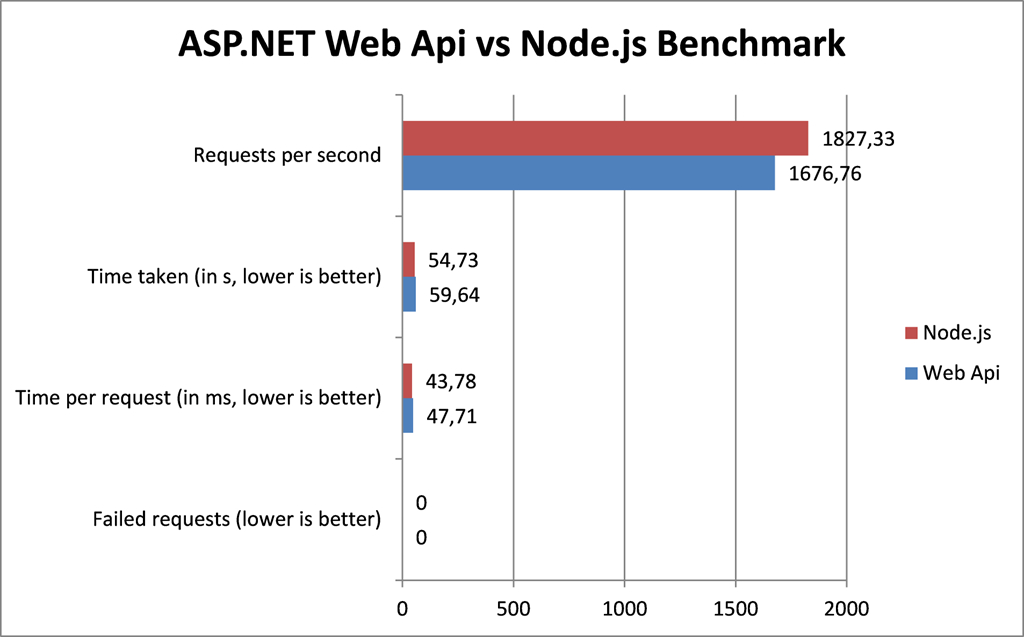 ASP.NET Web Api vs Node.js Benchmark
Requests per second
1827,33
1676,76
Time taken (in s, lower is better)
54,73
59,64
Time per request (in ms, lower is better)
43,78
47,71
Failed requests (lower is better)
0
0
Node.js
Web Api
0 500 1000 1500 2000